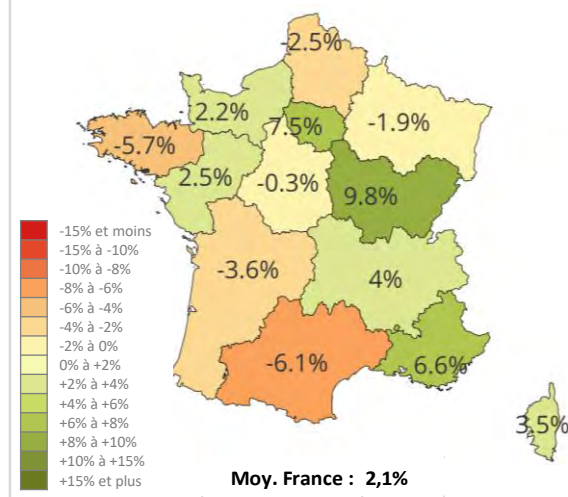 -2.5%
2.2%
7.5%
-1.9%
-5.7%
2.5%
-0.3%
9.8%
-3.6%
4%
-6.1%
6.6%
3.5%
-15% et moins
-15% à -10%
-10% à -8%
-8% à -6%
-6% à -4%
-4% à -2%
-2% à 0%
0% à +2%
+2% à +4%
+4% à +6%
+6% à +8%
+8% à +10%
+10% à +15%
+15% et plus
Moy. France : 2,1%